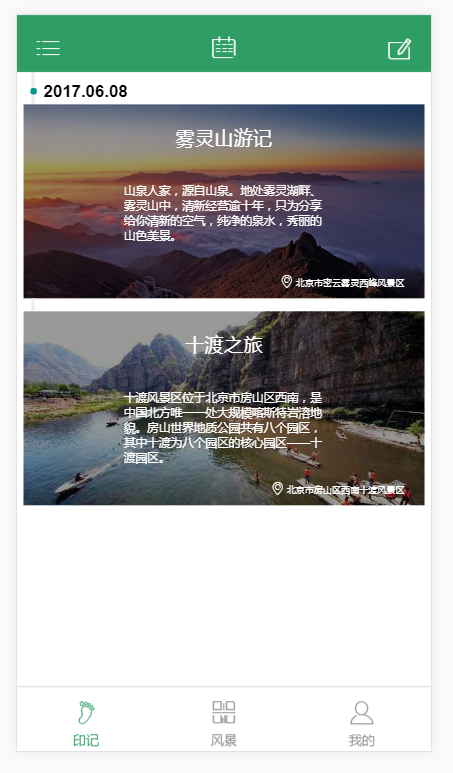 2017.06.08
雾灵山游记
山泉人家，源自山泉。地处雾灵湖畔、
雾灵山中，清新经营逾十年，只为分享
给你清新的空气，纯净的泉水，秀丽的
山色美景。
北京市密云雾灵西峰风景区
十渡之旅
十渡风景区位于北京市房山区西南，是
中国北方唯一一处大规模喀斯特岩溶地
貌。房山世界地质公园共有八个园区，
其中十渡为八个园区的核心园区——十
渡园区。
北京市房山区西南十渡风景区
印记
风景
我的